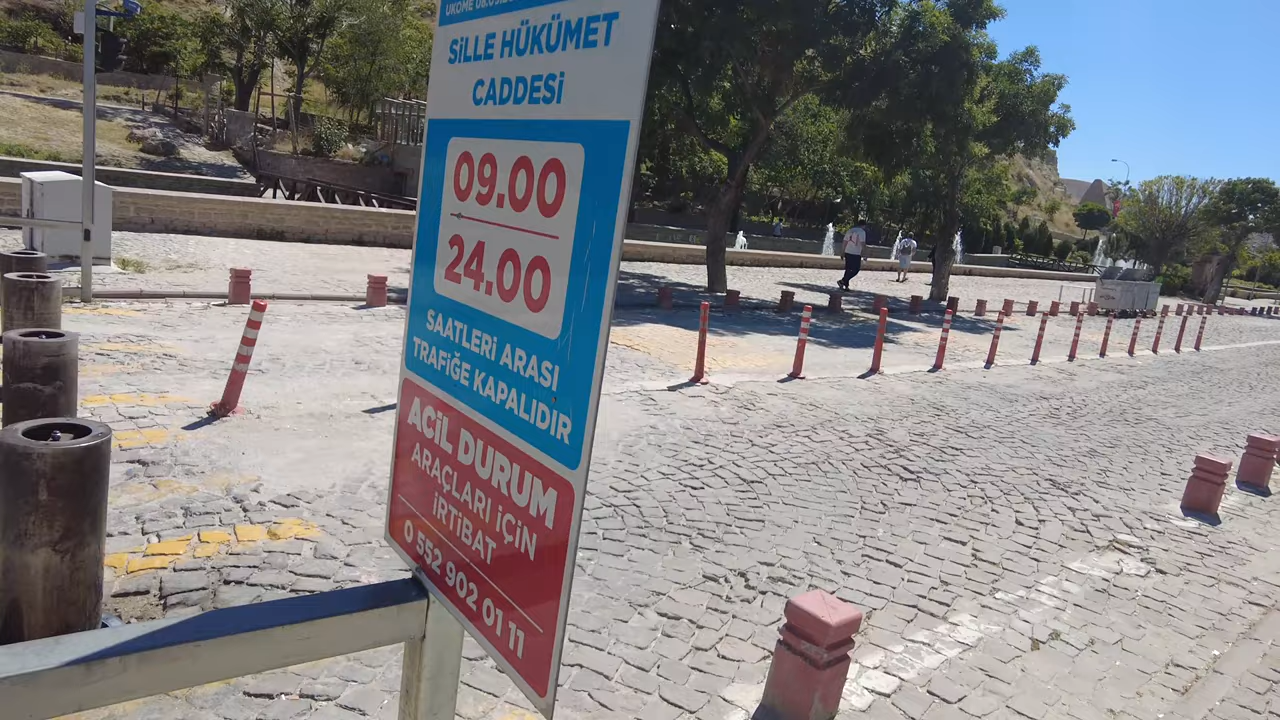 UKOME
SİLLE HÜKÜMET
CADDESİ
09.00
24.00
SAATLERİ ARASI
TRAFİĞE KAPALIDIR
ACİL DURUM
ARAÇLARI İÇİN
İRTİBAT
0 552 902 01 11